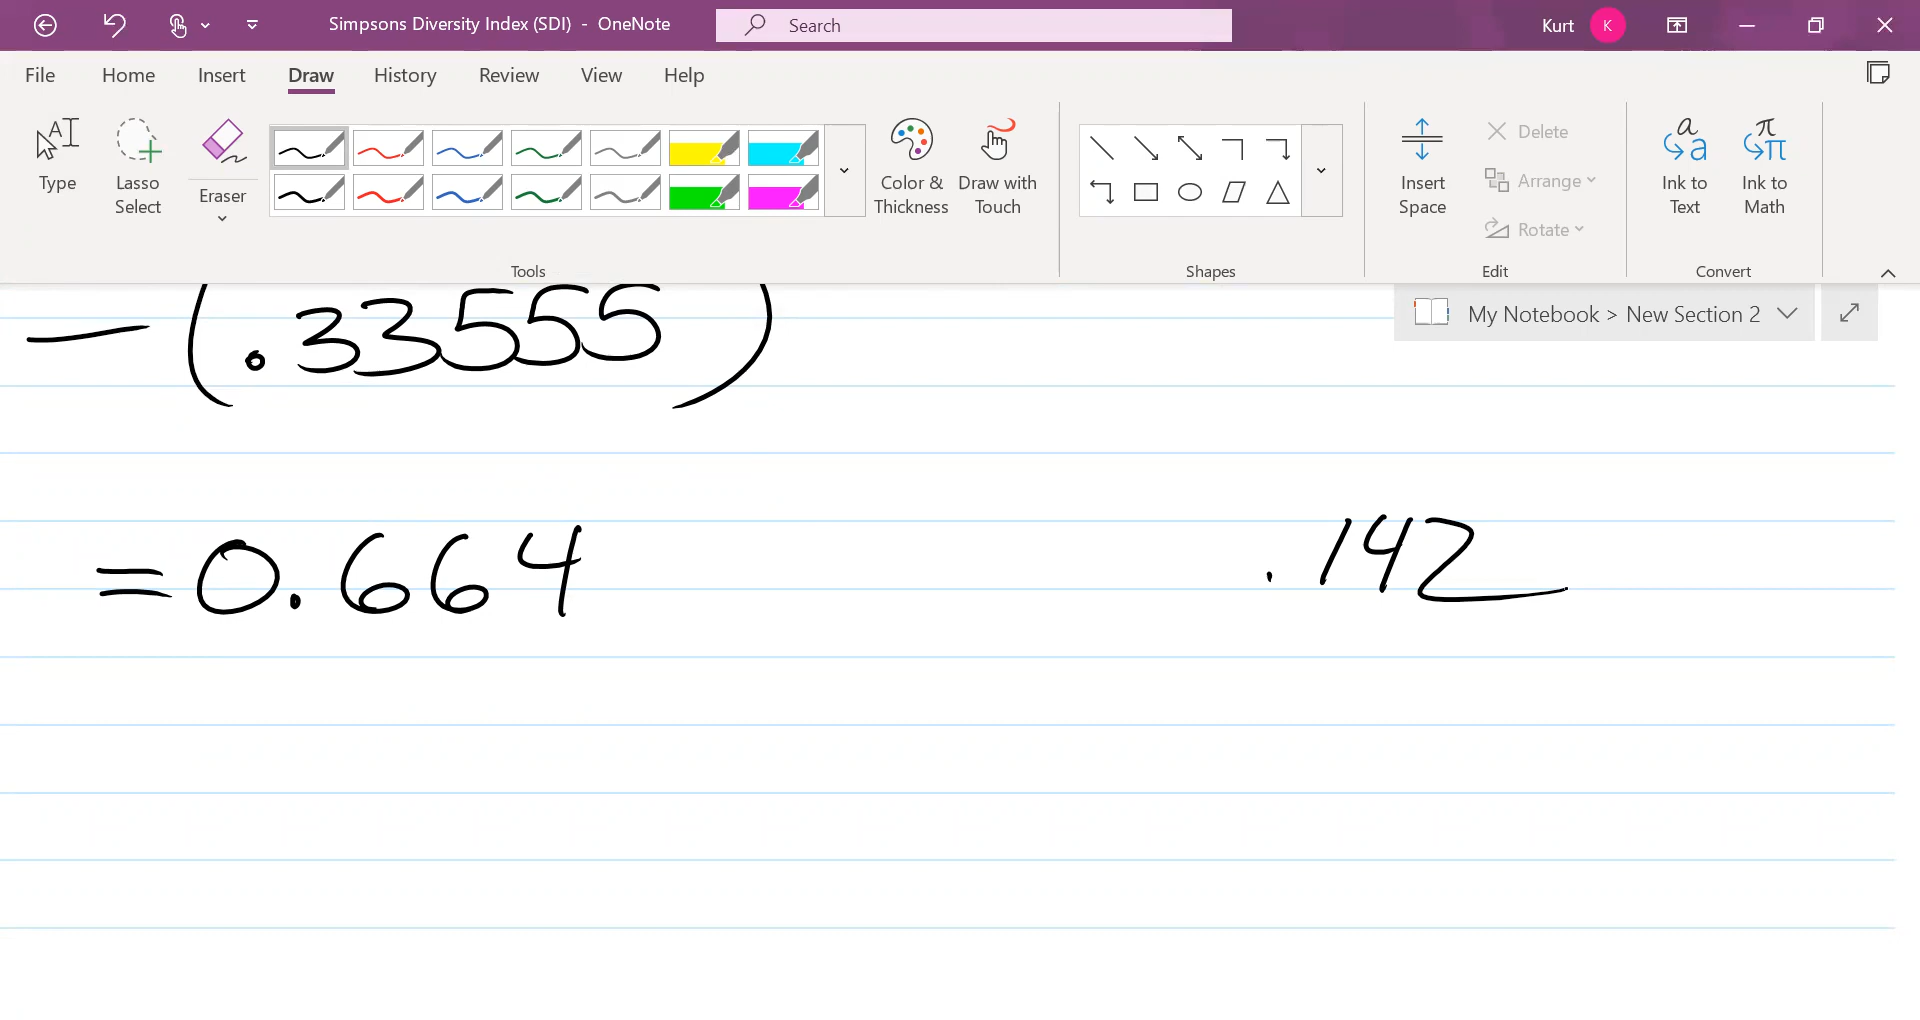 Simpsons Diversity Index (SDI) - OneNote
Search
Kurt K
File Home Insert Draw History Review View Help
Type
Lasso Select
Eraser
Color & Thickness
Draw with Touch
Insert Space
Delete
Arrange
Rotate
Ink to Text
Ink to Math
Tools Shapes Edit Convert
My Notebook > New Section 2
- (.33555)
= 0.664 .142